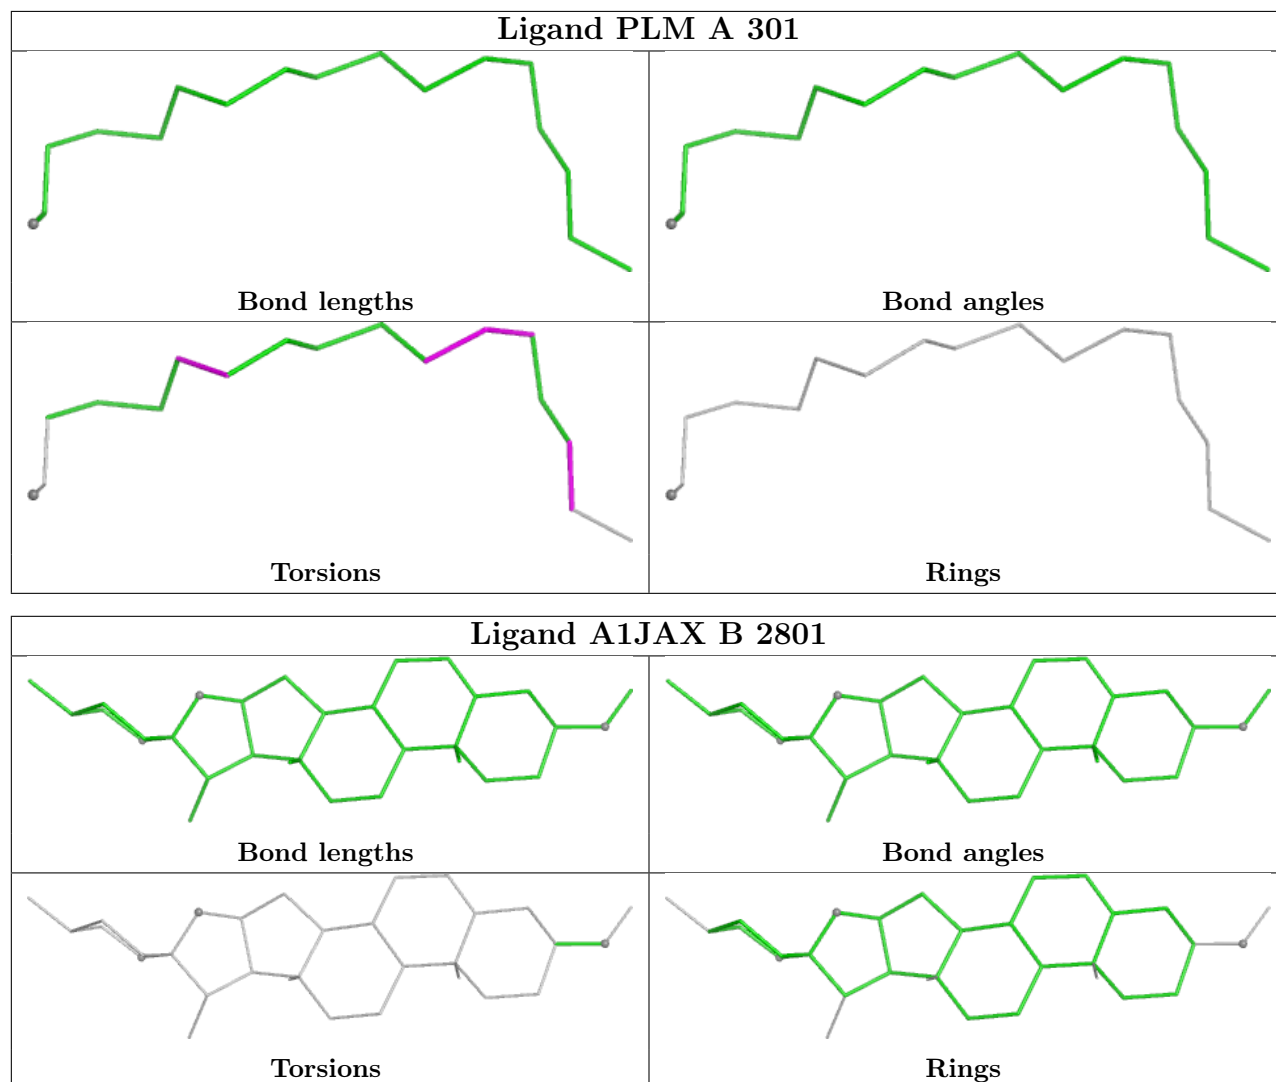 Ligand PLM A 301
Bond lengths
Bond angles
Torsions
Rings
Ligand A1JAX B 2801
Bond lengths
Bond angles
Torsions
Rings